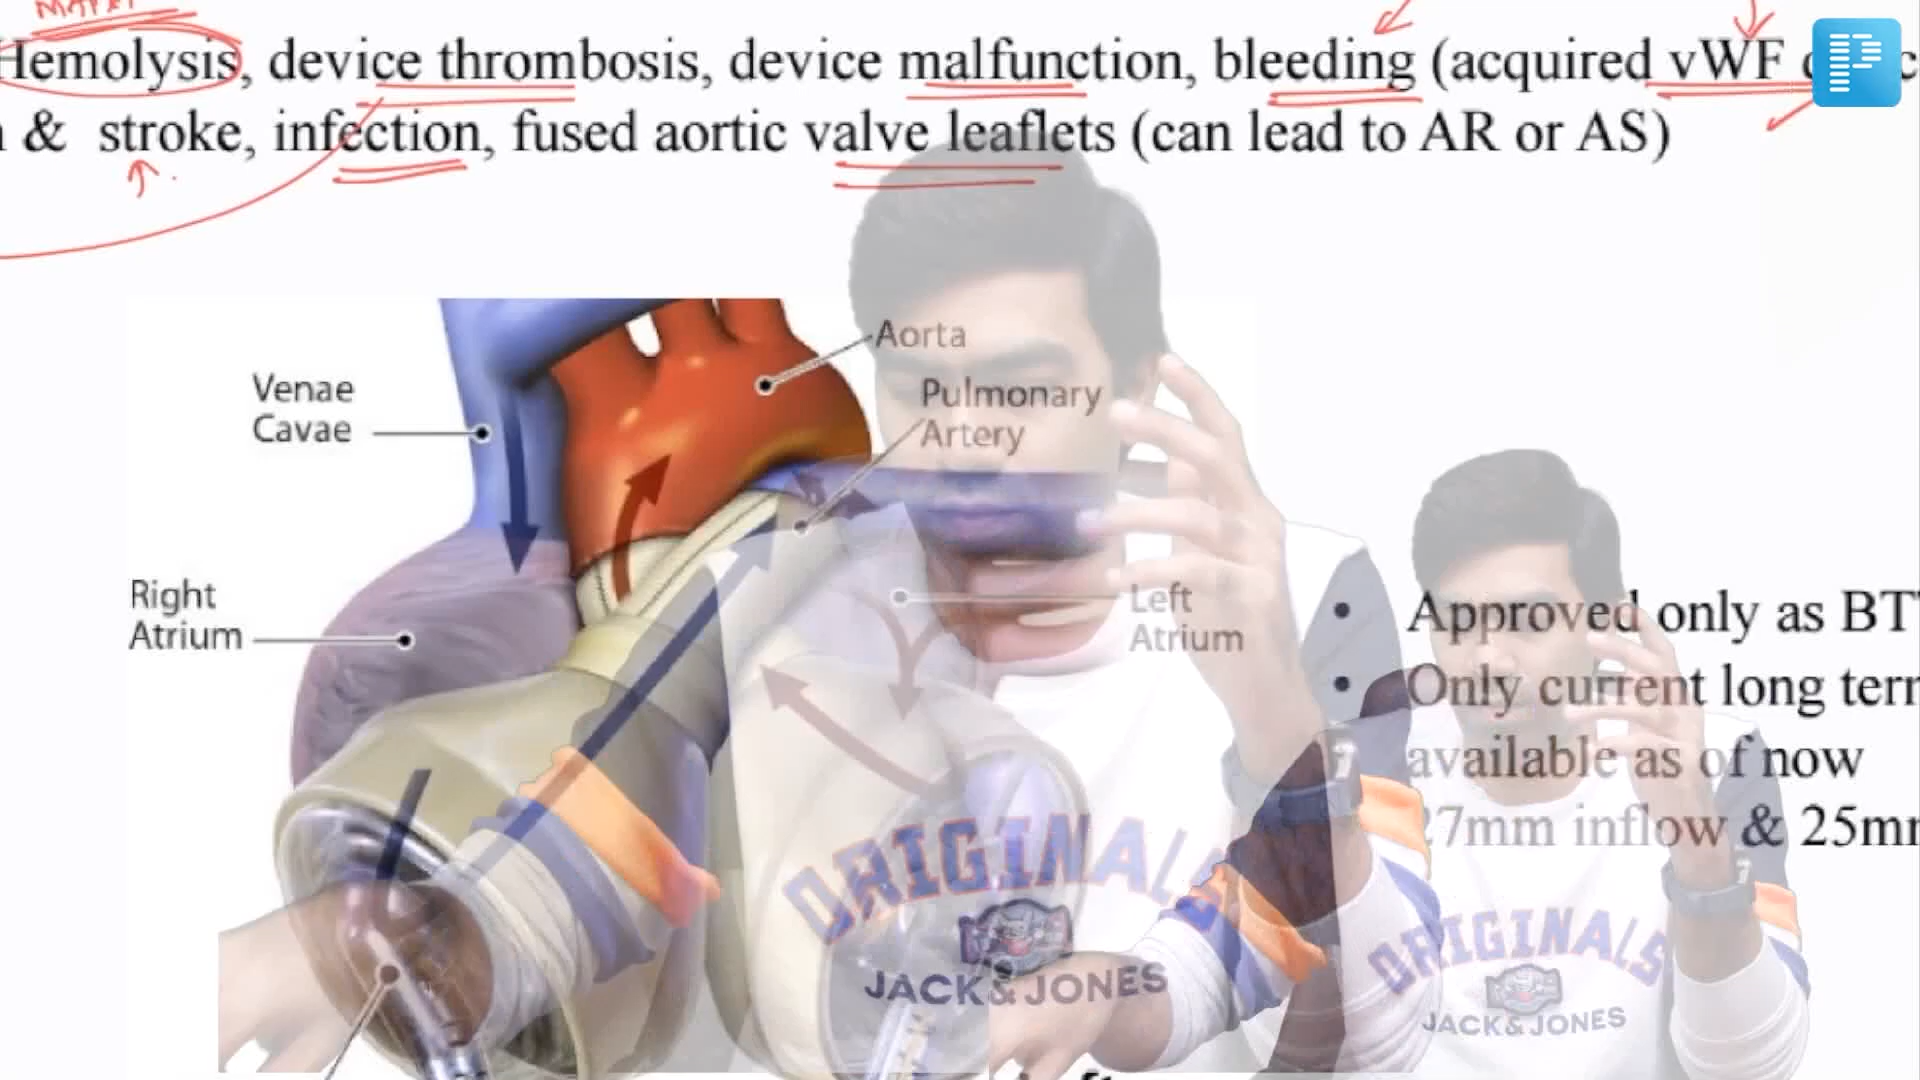 Hemolysis, device thrombosis, device malfunction, bleeding (acquired vWF
& stroke, infection, fused aortic valve leaflets (can lead to AR or AS)
Aorta
Venae
Cavae
Pulmonary
Artery
Right
Atrium
Left
Atrium
• Approved only as BT
• Only current long ter
available as of now
27mm inflow & 25m
ORIGINALS
JACK & JONES
ORIGINALS
JACK & JONES